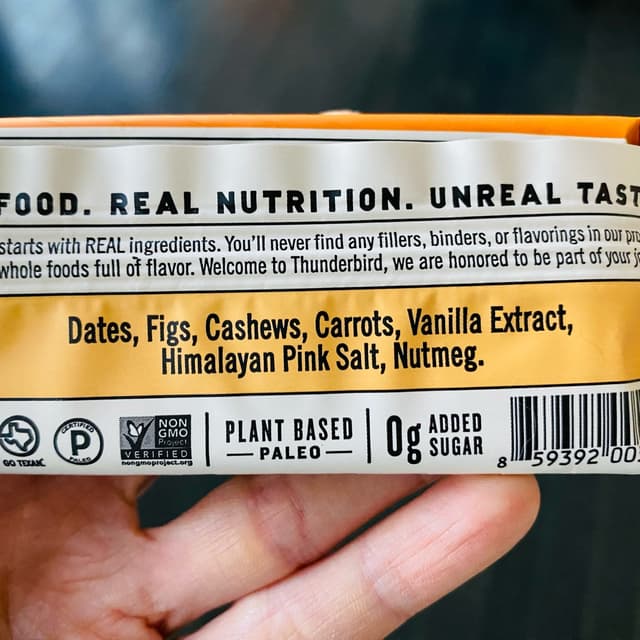 FOOD. REAL NUTRITION. UNREAL TAST
starts with REAL ingredients. You'll never find any fillers, binders, or flavorings in our pro
whole foods full of flavor. Welcome to Thunderbird, we are honored to be part of your jo
Dates, Figs, Cashews, Carrots, Vanilla Extract,
Himalayan Pink Salt, Nutmeg.
GO TEXAN
CERTIFIED P PALEO
NON GMO Project VERIFIED
nongmoproject.org
PLANT BASED
PALEO
0g ADDED SUGAR
8 59392 00